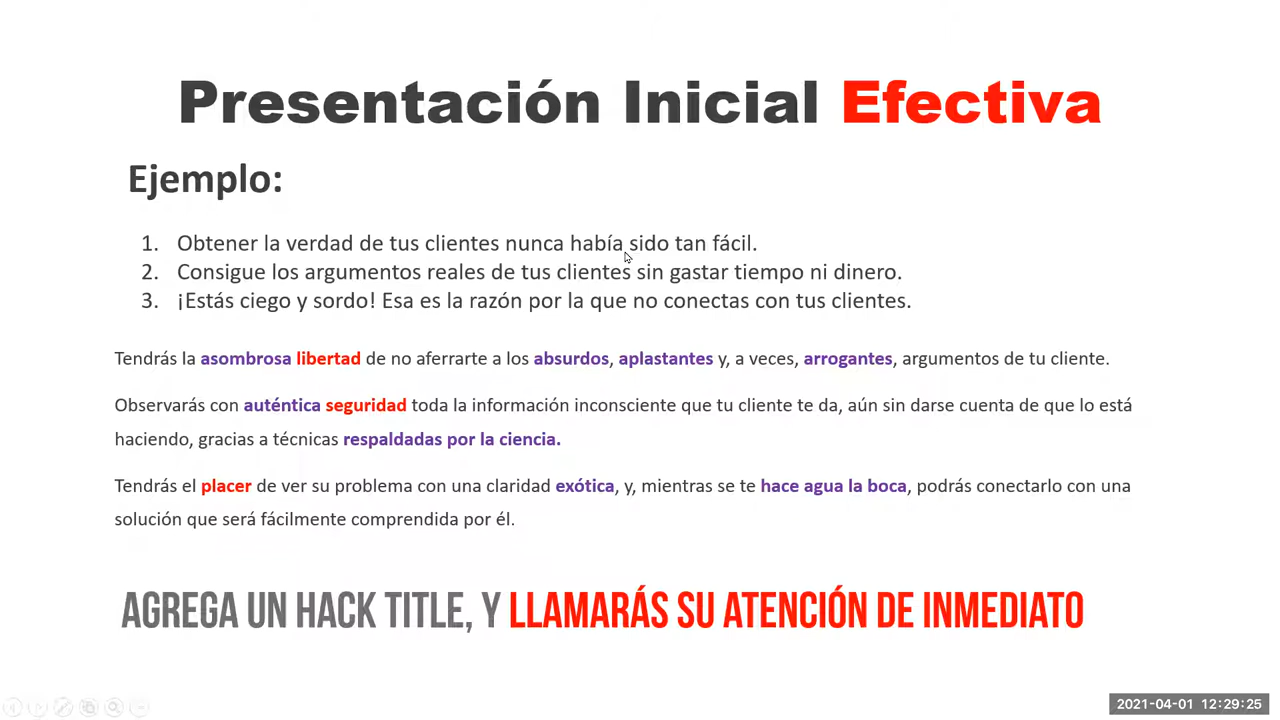 Presentación Inicial Efectiva
Ejemplo:
1. Obtener la verdad de tus clientes nunca había sido tan fácil.
2. Consigue los argumentos reales de tus clientes sin gastar tiempo ni dinero.
3. ¡Estás ciego y sordo! Esa es la razón por la que no conectas con tus clientes.
Tendrás la asombrosa libertad de no aferrarte a los absurdos, aplastantes y, a veces, arrogantes, argumentos de tu cliente.
Observarás con auténtica seguridad toda la información inconsciente que tu cliente te da, aún sin darse cuenta de que lo está
haciendo, gracias a técnicas respaldadas por la ciencia.
Tendrás el placer de ver su problema con una claridad exótica, y, mientras se te hace agua la boca, podrás conectarlo con una
solución que será fácilmente comprendida por él.
AGREGA UN HACK TITLE, Y LLAMARÁS SU ATENCIÓN DE INMEDIATO
2021-04-01 12:29:25